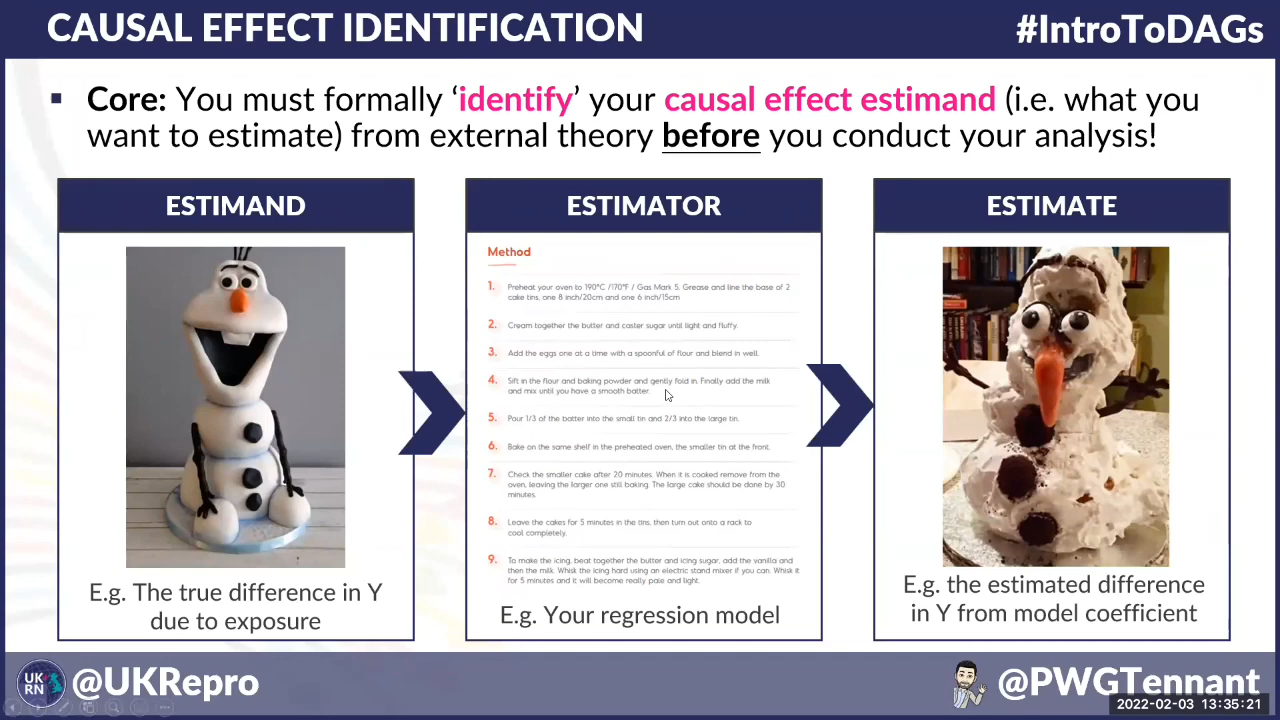 CAUSAL EFFECT IDENTIFICATION
#IntroToDAGs
▪ Core: You must formally ‘identify’ your causal effect estimand (i.e. what you
want to estimate) from external theory before you conduct your analysis!
ESTIMAND
E.g. The true difference in Y
due to exposure
ESTIMATOR
Method
1. Preheat your oven to 190°C /170°F / Gas Mark 5. Grease and line the base of 2
cake tins, one 8 inch/20cm and one 6 inch/15cm
2. Cream together the butter and caster sugar until light and fluffy.
3. Add the eggs one at a time with a spoonful of flour and blend in well.
4. Sift in the flour and baking powder and gently fold in. Finally add the milk
and mix until you have a smooth batter.
5. Pour 1/3 of the batter into the small tin and 2/3 into the large tin.
6. Bake on the same shelf in the preheated oven, the smaller tin at the front.
7. Check the smaller cake after 20 minutes. When it is cooked remove from the
oven, leaving the larger one still baking. The large cake should be done by 30
minutes.
8. Leave the cakes for 5 minutes in the tins, then turn out onto a rack to
cool completely.
9. To make the icing, beat together the butter and icing sugar, add the vanilla and
then the milk. Whisk the icing hard using an electric stand mixer if you can. Whisk it
for 5 minutes and it will become really pale and light.
E.g. Your regression model
ESTIMATE
E.g. the estimated difference
in Y from model coefficient
UK
RN
@UKRepro
@PWGTennant
2022-02-03 13:35:21